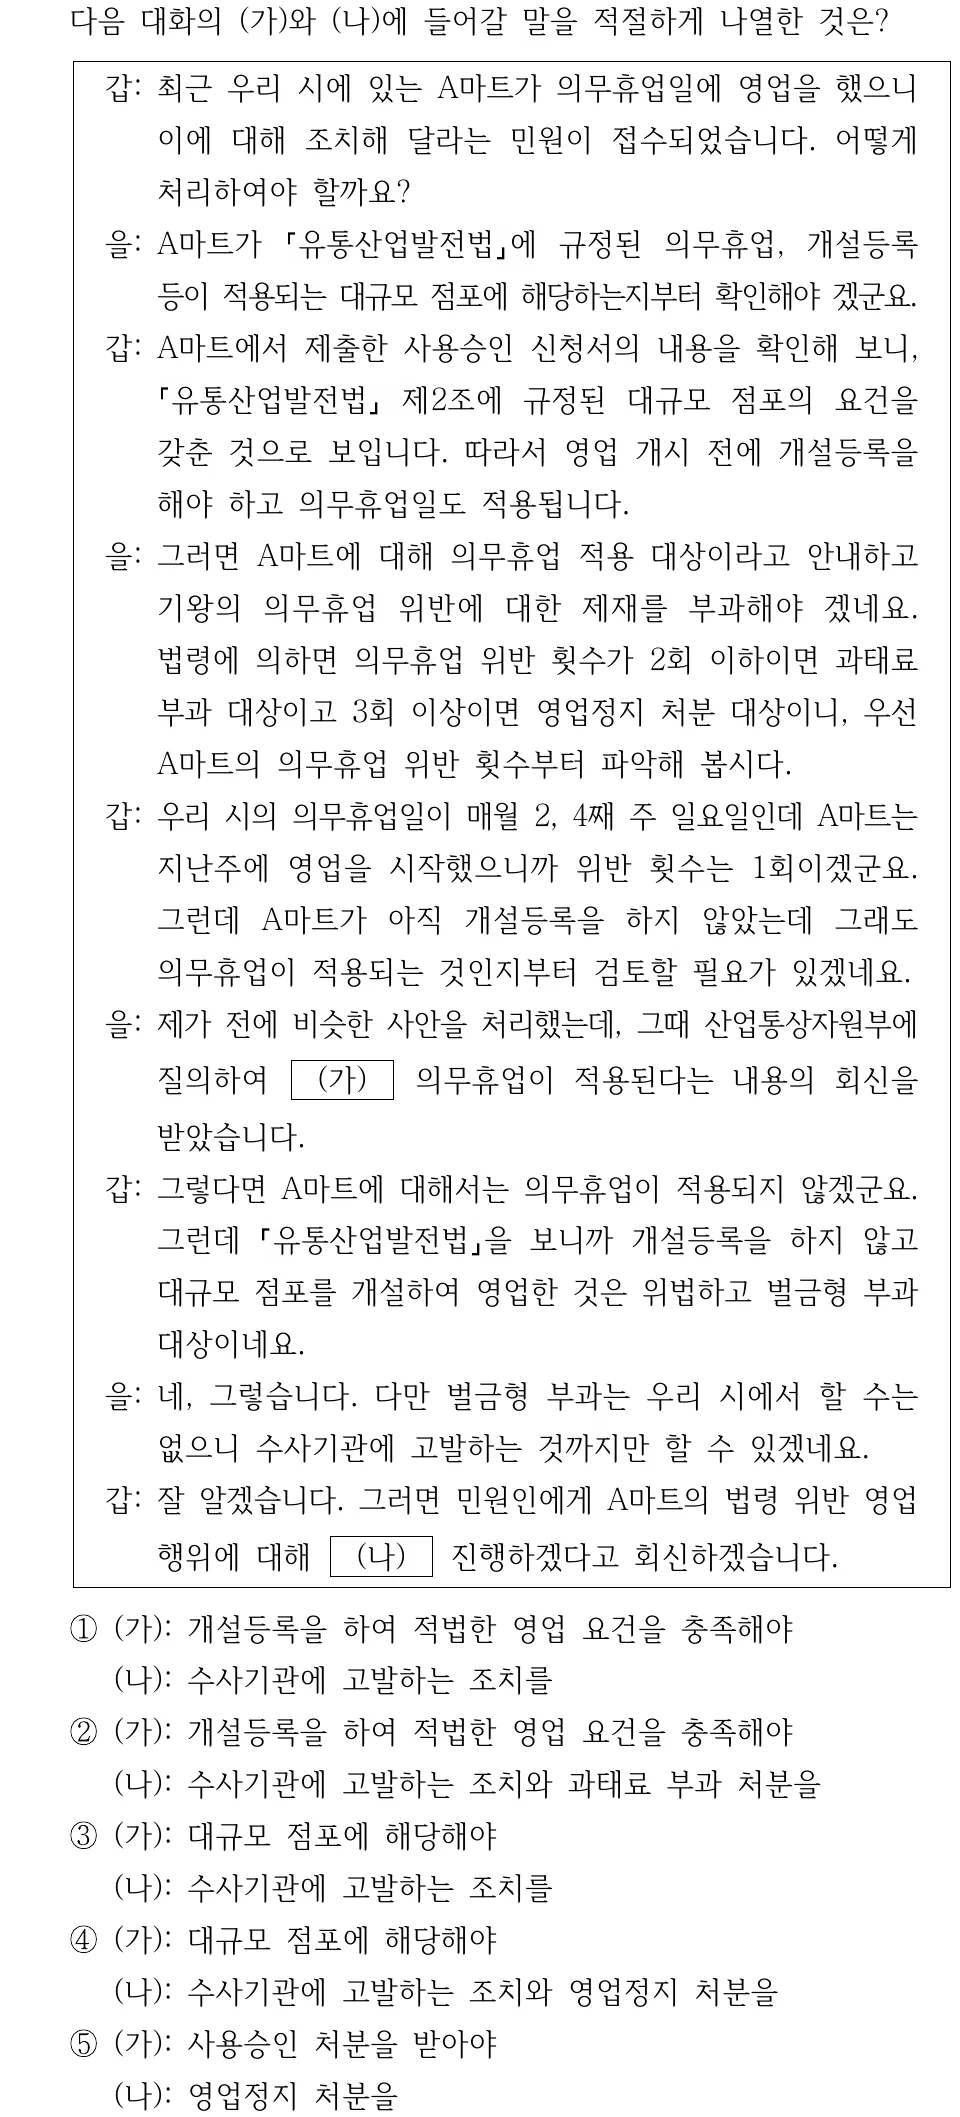 다음 대화의 (가)와 (나)에 들어갈 말을 적절하게 나열한 것은?
갑: 최근 우리 시에 있는 A마트가 의무휴업일에 영업을 했으니
이에 대해 조치해 달라는 민원이 접수되었습니다. 어떻게
처리하여야 할까요?
을: A마트가 「유통산업발전법」에 규정된 의무휴업, 개설등록
등이 적용되는 대규모 점포에 해당하는지부터 확인해야 겠군요.
갑: A마트에서 제출한 사용승인 신청서의 내용을 확인해 보니,
「유통산업발전법」 제2조에 규정된 대규모 점포의 요건을
갖춘 것으로 보입니다. 따라서 영업 개시 전에 개설등록을
해야 하고 의무휴업일도 적용됩니다.
을: 그러면 A마트에 대해 의무휴업 적용 대상이라고 안내하고
기왕의 의무휴업 위반에 대한 제재를 부과해야 겠네요.
법령에 의하면 의무휴업 위반 횟수가 2회 이하이면 과태료
부과 대상이고 3회 이상이면 영업정지 처분 대상이니, 우선
A마트의 의무휴업 위반 횟수부터 파악해 봅시다.
갑: 우리 시의 의무휴업일이 매월 2, 4째 주 일요일인데 A마트는
지난주에 영업을 시작했으니까 위반 횟수는 1회이겠군요.
그런데 A마트가 아직 개설등록을 하지 않았는데 그래도
의무휴업이 적용되는 것인지부터 검토할 필요가 있겠네요.
을: 제가 전에 비슷한 사안을 처리했는데, 그때 산업통상자원부에
질의하여 (가) 의무휴업이 적용된다는 내용의 회신을
받았습니다.
갑: 그렇다면 A마트에 대해서는 의무휴업이 적용되지 않겠군요.
그런데 「유통산업발전법」을 보니까 개설등록을 하지 않고
대규모 점포를 개설하여 영업한 것은 위법하고 벌금형 부과
대상이네요.
을: 네, 그렇습니다. 다만 벌금형 부과는 우리 시에서 할 수는
없으니 수사기관에 고발하는 것까지만 할 수 있겠네요.
갑: 잘 알겠습니다. 그러면 민원인에게 A마트의 법령 위반 영업
행위에 대해 (나) 진행하겠다고 회신하겠습니다.
① (가): 개설등록을 하여 적법한 영업 요건을 충족해야
(나): 수사기관에 고발하는 조치를
② (가): 개설등록을 하여 적법한 영업 요건을 충족해야
(나): 수사기관에 고발하는 조치와 과태료 부과 처분을
③ (가): 대규모 점포에 해당해야
(나): 수사기관에 고발하는 조치를
④ (가): 대규모 점포에 해당해야
(나): 수사기관에 고발하는 조치와 영업정지 처분을
⑤ (가): 사용승인 처분을 받아야
(나): 영업정지 처분을